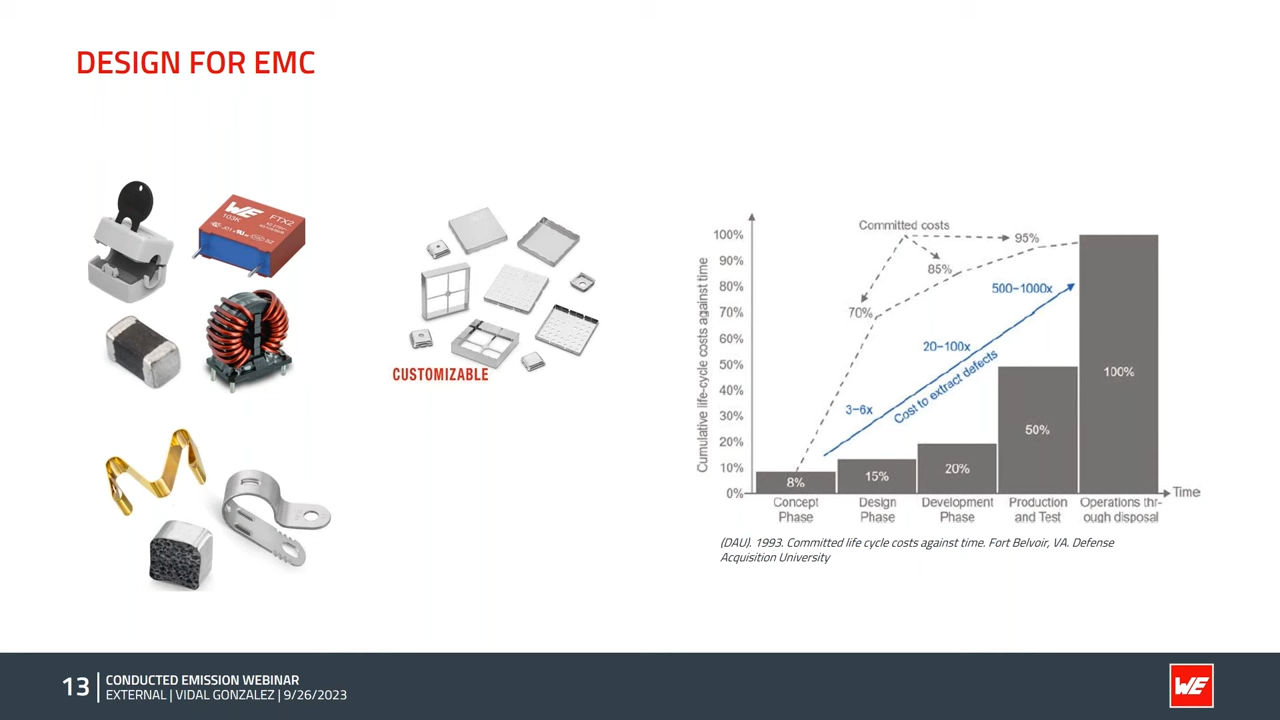 DESIGN FOR EMC
WE
103K
FTX2
CUSTOMIZABLE
Cumulative life-cycle costs against time
100%
90%
80%
70%
60%
50%
40%
30%
20%
10%
0%
Committed costs
95%
85%
70%
500–1000x
20–100x
3–6x
Cost to extract defects
8%
15%
20%
50%
100%
Time
Concept
Phase
Design
Phase
Development
Phase
Production
and Test
Operations thr-
ough disposal
(DAU). 1993. Committed life cycle costs against time. Fort Belvoir, VA. Defense
Acquisition University
13
CONDUCTED EMISSION WEBINAR
EXTERNAL | VIDAL GONZALEZ | 9/26/2023
WE